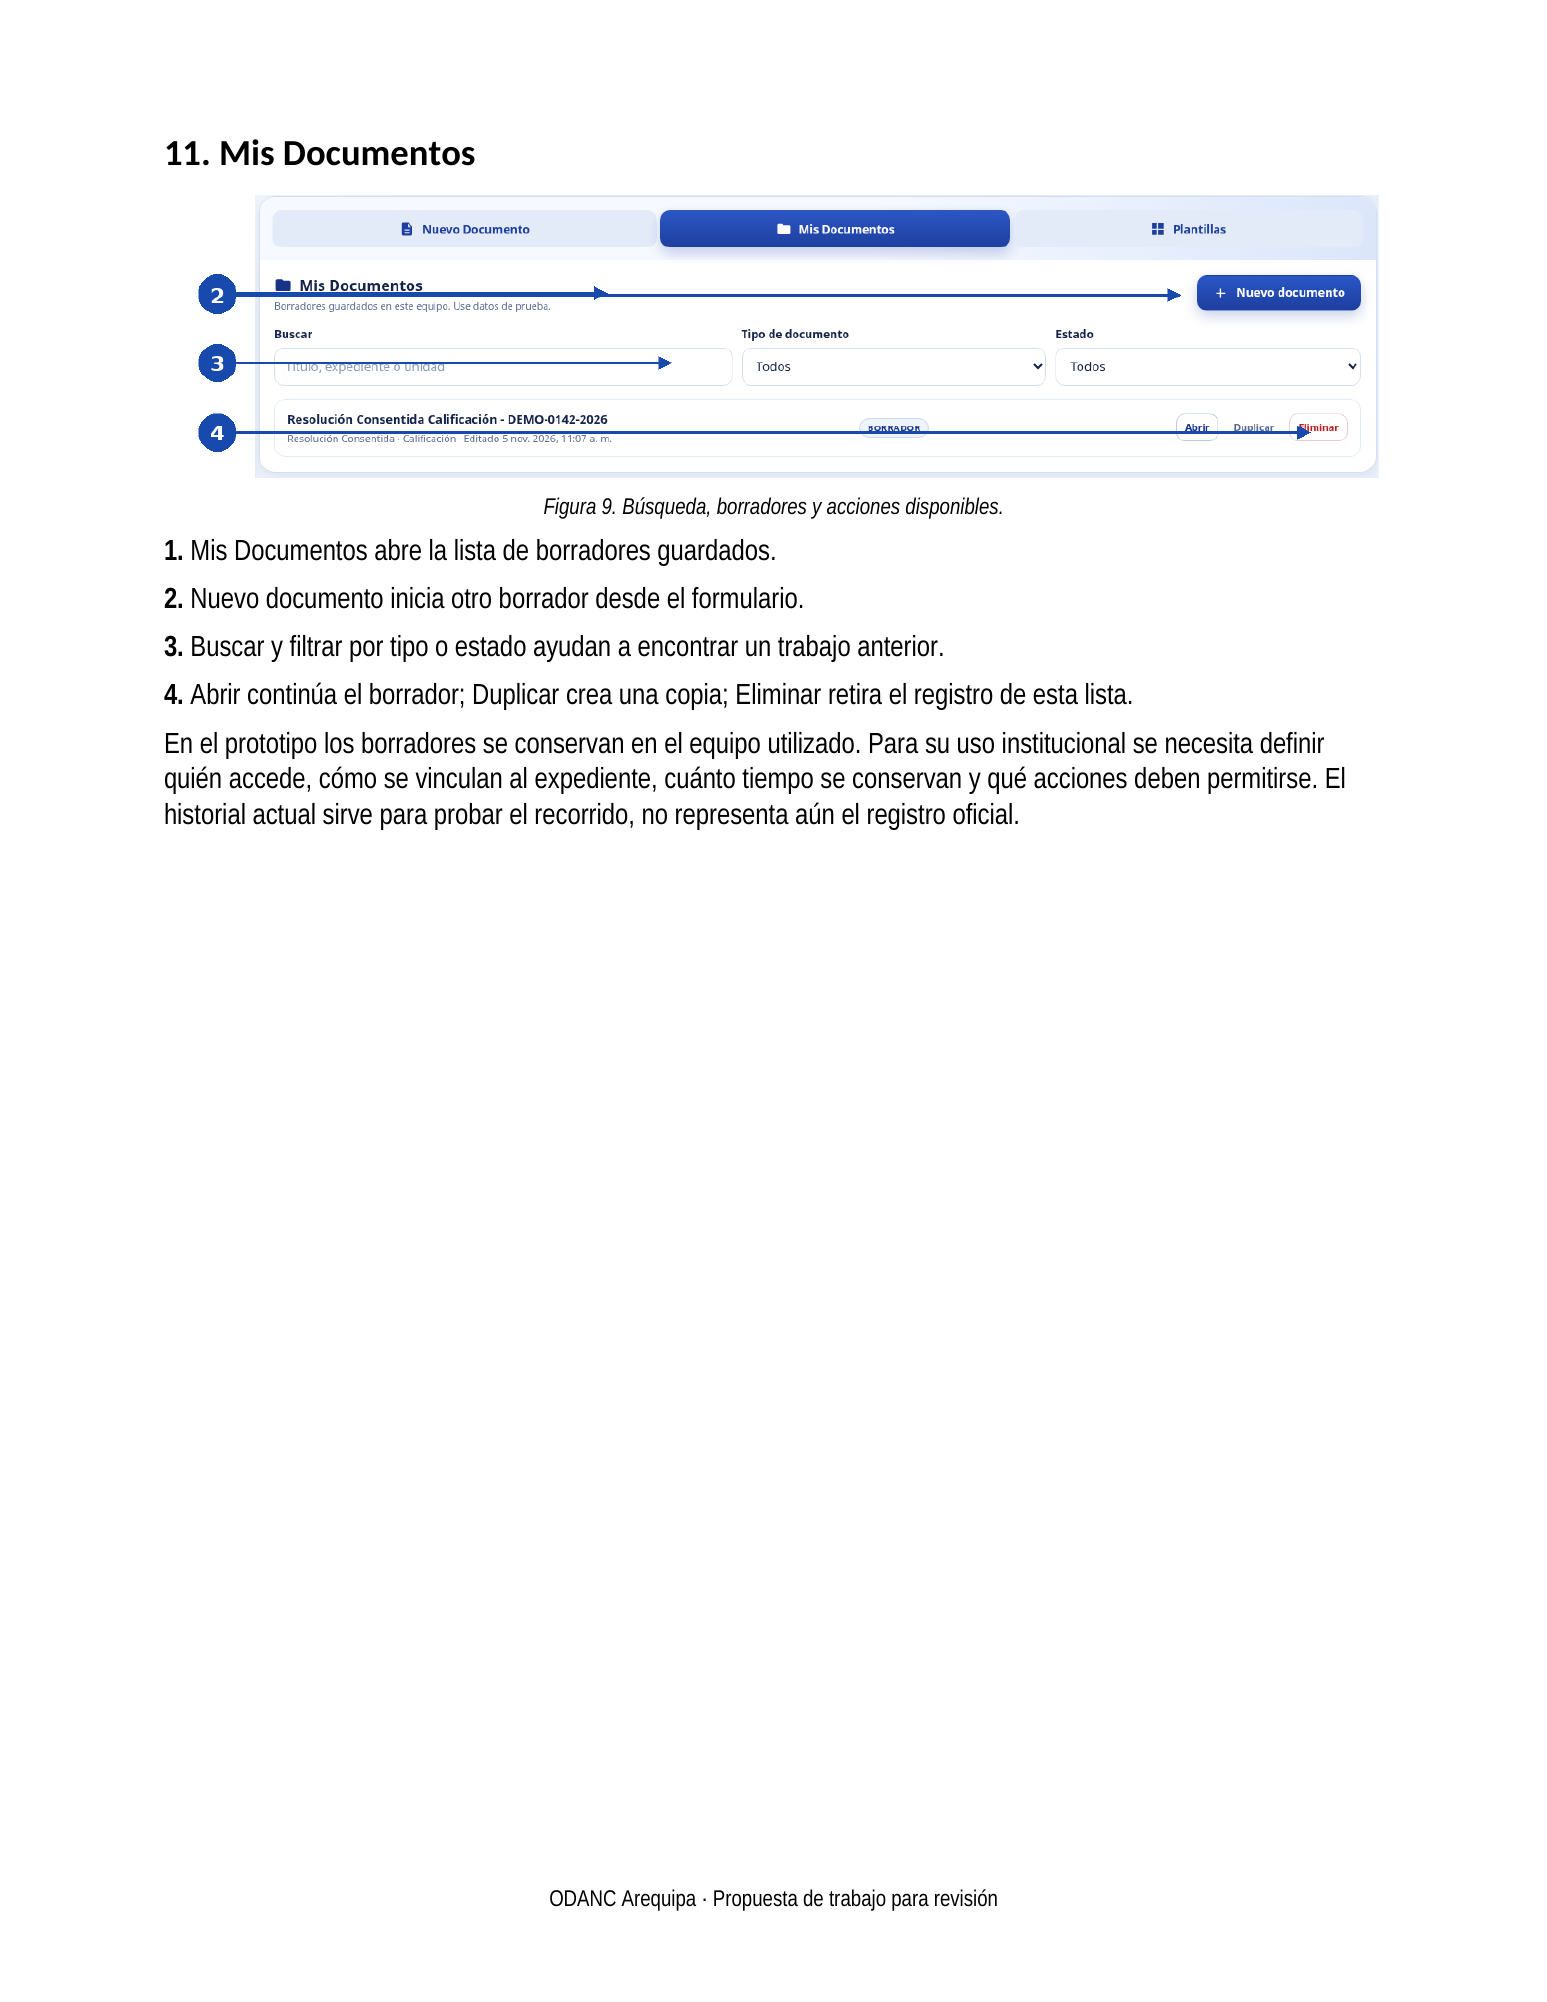 11. Mis Documentos
Nuevo Documento
Mis Documentos
Plantillas
2
Mis Documentos
Borradores guardados en este equipo. Use datos de prueba.
+ Nuevo documento
Buscar
Tipo de documento
Estado
3
Título, expediente o unidad
Todos
Todos
4
Resolución Consentida Calificación - DEMO-0142-2026
Resolución Consentida · Calificación · Editado 5 nov. 2026, 11:07 a. m.
BORRADOR
Abrir
Duplicar
Eliminar
Figura 9. Búsqueda, borradores y acciones disponibles.
1. Mis Documentos abre la lista de borradores guardados.
2. Nuevo documento inicia otro borrador desde el formulario.
3. Buscar y filtrar por tipo o estado ayudan a encontrar un trabajo anterior.
4. Abrir continúa el borrador; Duplicar crea una copia; Eliminar retira el registro de esta lista.
En el prototipo los borradores se conservan en el equipo utilizado. Para su uso institucional se necesita definir
quién accede, cómo se vinculan al expediente, cuánto tiempo se conservan y qué acciones deben permitirse. El
historial actual sirve para probar el recorrido, no representa aún el registro oficial.
ODANC Arequipa · Propuesta de trabajo para revisión